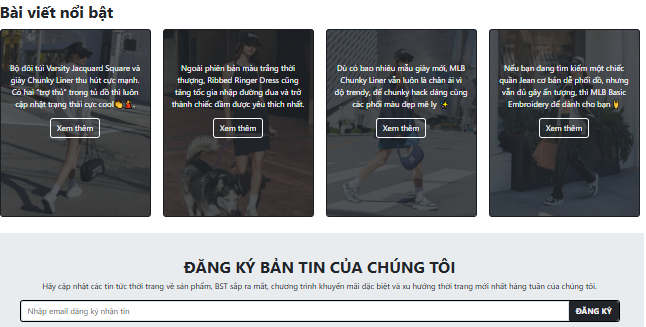 Bài viết nổi bật
Bộ đôi túi Varsity Jacquard Square và
giày Chunky Liner thu hút cực mạnh.
Có hai "trợ thủ" trong tủ đồ thì luôn
cập nhật trạng thái cực cool 👏💃.
Xem thêm
Ngoài phiên bản màu trắng thời
thượng, Ribbed Ringer Dress cũng
tăng tốc gia nhập đường đua và trở
thành chiếc đầm được yêu thích nhất.
Xem thêm
Dù có bao nhiêu mẫu giày mới, MLB
Chunky Liner vẫn luôn là chân ái vì
độ trendy, đế chunky hack dáng cùng
các phối màu đẹp mê ly ✨
Xem thêm
Nếu bạn đang tìm kiếm một chiếc
quần Jean cơ bản dễ phối đồ, nhưng
vẫn đủ gây ấn tượng, thì MLB Basic
Embroidery để dành cho bạn 🤘
Xem thêm
ĐĂNG KÝ BẢN TIN CỦA CHÚNG TÔI
Hãy cập nhật các tin tức thời trang về sản phẩm, BST sắp ra mắt, chương trình khuyến mãi đặc biệt và xu hướng thời trang mới nhất hàng tuần của chúng tôi.
Nhập email đăng ký nhận tin
ĐĂNG KÝ